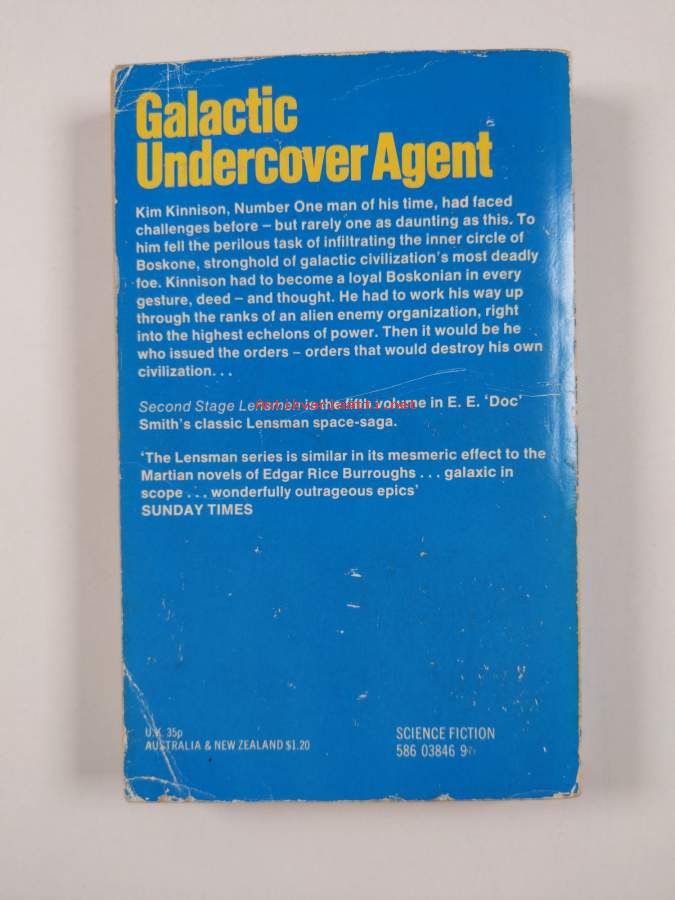 Galactic
Undercover Agent
Kim Kinnison, Number One man of his time, had faced
challenges before – but rarely one as daunting as this. To
him fell the perilous task of infiltrating the inner circle of
Boskone, stronghold of galactic civilization's most deadly
foe. Kinnison had to become a loyal Boskonian in every
gesture, deed – and thought. He had to work his way up
through the ranks of an alien enemy organization, right
into the highest echelons of power. Then it would be he
who issued the orders – orders that would destroy his own
civilization. . .
Second Stage Lensmen is the fifth volume in E. E. 'Doc'
Smith's classic Lensman space-saga.
'The Lensman series is similar in its mesmeric effect to the
Martian novels of Edgar Rice Burroughs . . . galaxic in
scope . . . wonderfully outrageous epics'
SUNDAY TIMES
U.K. 35p
AUSTRALIA & NEW ZEALAND $1.20
SCIENCE FICTION
586 03846 9